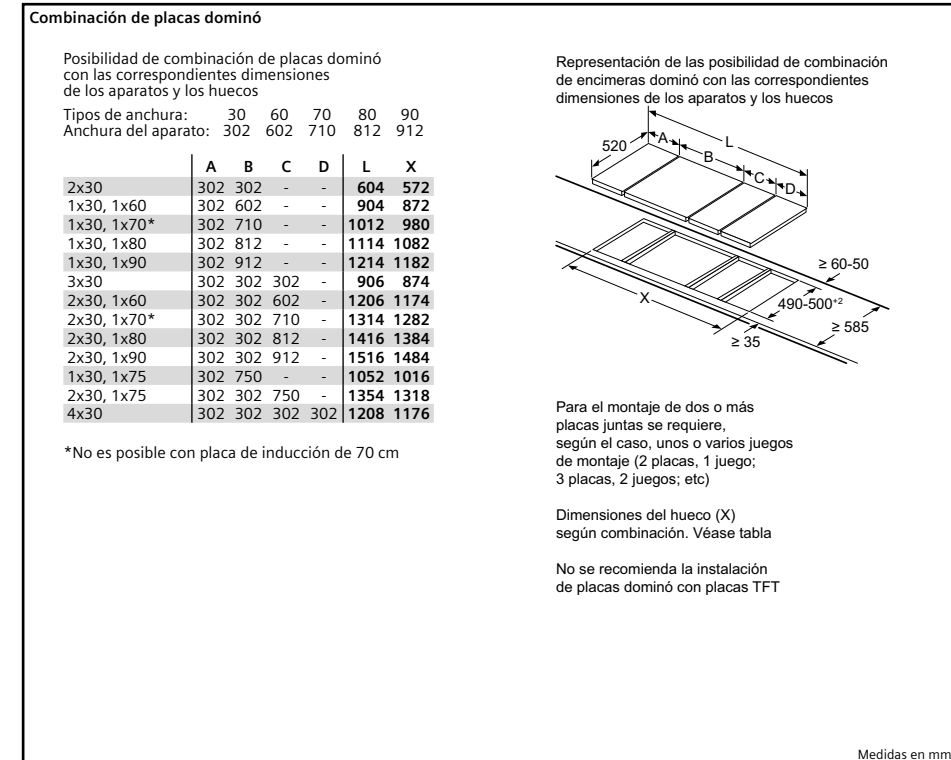 Combinación de placas dominó
Posibilidad de combinación de placas dominó
con las correspondientes dimensiones
de los aparatos y los huecos
Tipos de anchura: 30 60 70 80 90
Anchura del aparato: 302 602 710 812 912
A B C D L X
2x30 302 302 - - 604 572
1x30, 1x60 302 602 - - 904 872
1x30, 1x70* 302 710 - - 1012 980
1x30, 1x80 302 812 - - 1114 1082
1x30, 1x90 302 912 - - 1214 1182
3x30 302 302 302 - 906 874
2x30, 1x60 302 302 602 - 1206 1174
2x30, 1x70* 302 302 710 - 1314 1282
2x30, 1x80 302 302 812 - 1416 1384
2x30, 1x90 302 302 912 - 1516 1484
1x30, 1x75 302 750 - - 1052 1016
2x30, 1x75 302 302 750 - 1354 1318
4x30 302 302 302 302 1208 1176
*No es posible con placa de inducción de 70 cm
Representación de las posibilidad de combinación
de encimeras dominó con las correspondientes
dimensiones de los aparatos y los huecos
520
A
L
B
C
D
≥ 60-50
X
490-500⁺²
≥ 585
≥ 35
Para el montaje de dos o más
placas juntas se requiere,
según el caso, unos o varios juegos
de montaje (2 placas, 1 juego;
3 placas, 2 juegos; etc)
Dimensiones del hueco (X)
según combinación. Véase tabla
No se recomienda la instalación
de placas dominó con placas TFT
Medidas en mm